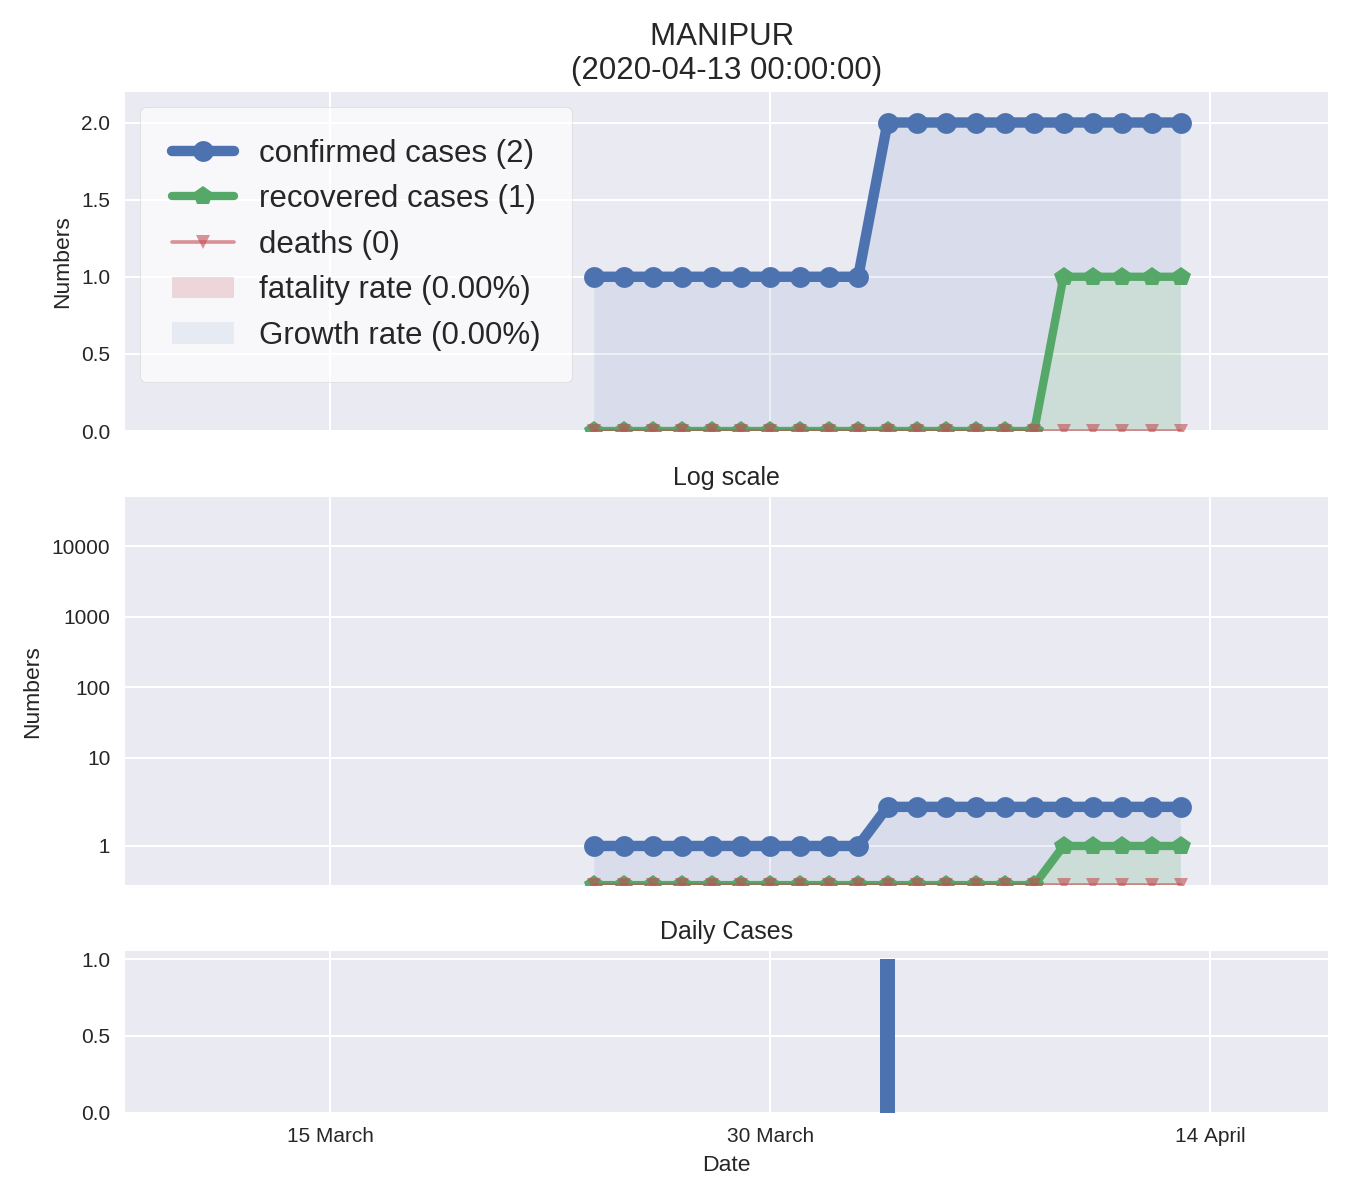 MANIPUR
(2020-04-13 00:00:00)
2.0
1.5
1.0
0.5
0.0
Numbers
confirmed cases (2)
recovered cases (1)
deaths (0)
fatality rate (0.00%)
Growth rate (0.00%)
Log scale
10000
1000
100
10
1
Numbers
Daily Cases
1.0
0.5
0.0
15 March
30 March
14 April
Date